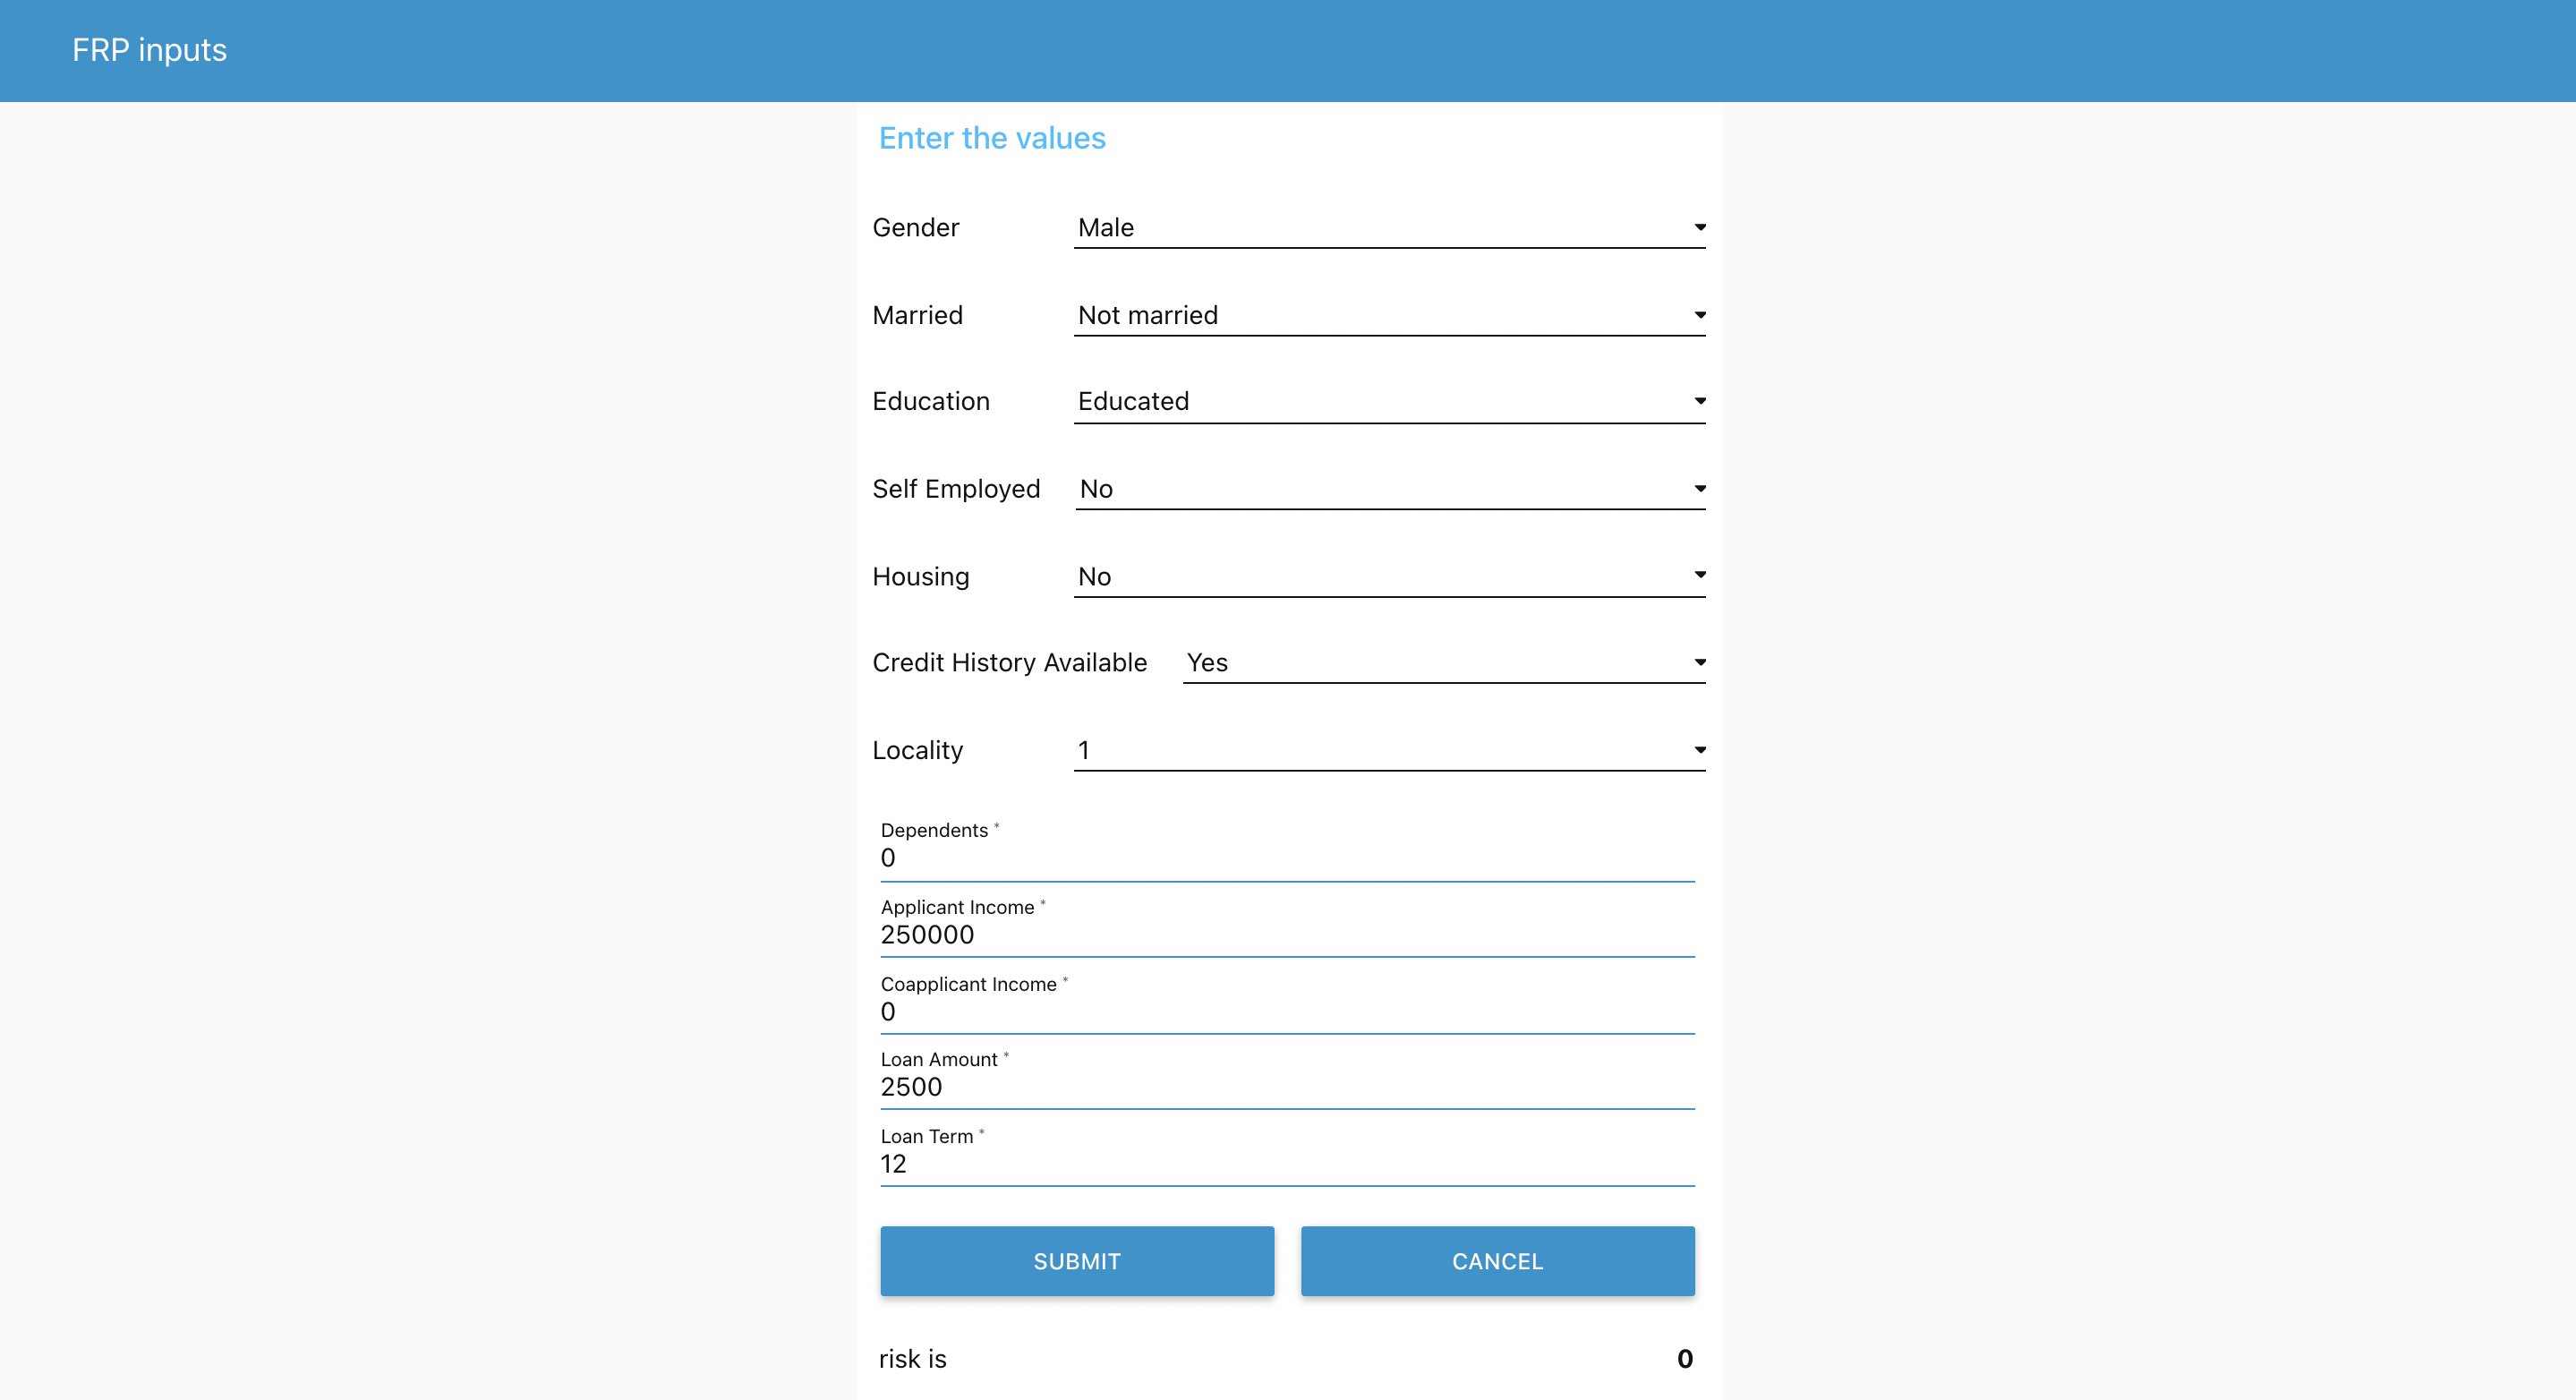 FRP inputs
Enter the values
Gender Male
Married Not married
Education Educated
Self Employed No
Housing No
Credit History Available Yes
Locality 1
Dependents *
0
Applicant Income *
250000
Coapplicant Income *
0
Loan Amount *
2500
Loan Term *
12
SUBMIT CANCEL
risk is 0